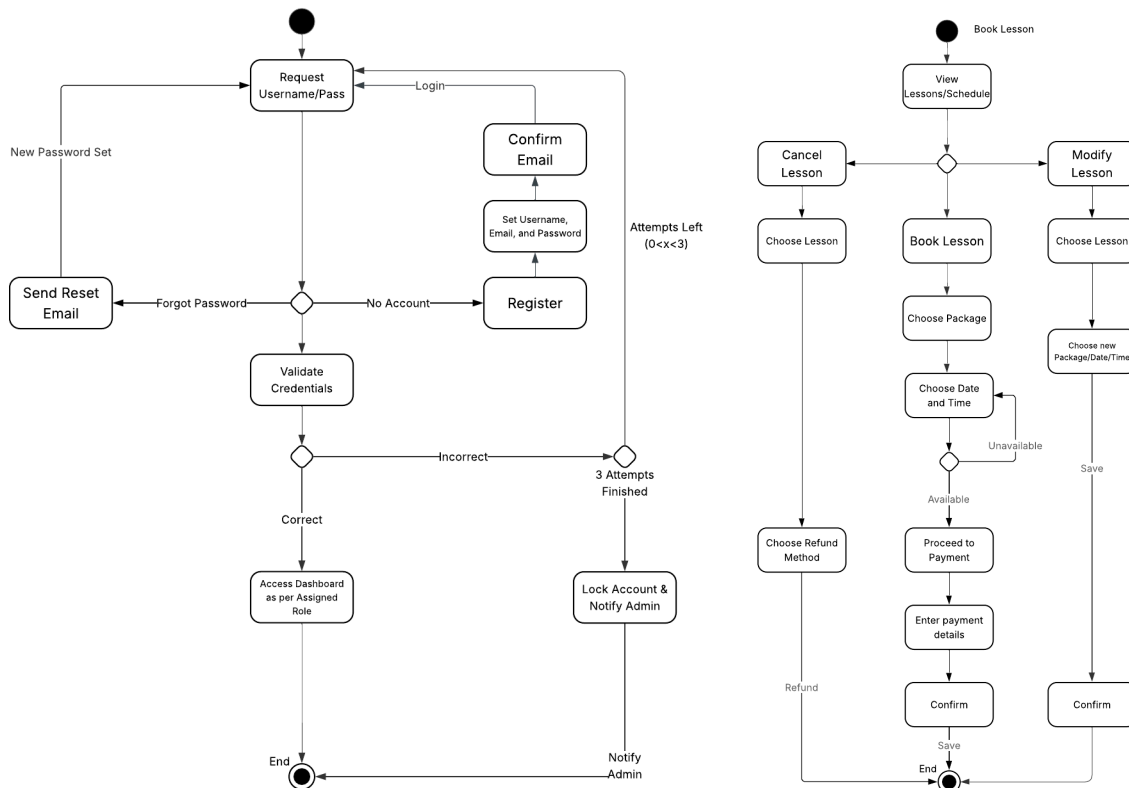 Request
Username/Pass
Login
New Password Set
Confirm
Email
Set Username,
Email, and Password
Attempts Left
(0<x<3)
Send Reset
Email
Forgot Password
No Account
Register
Validate
Credentials
Incorrect
3 Attempts
Finished
Correct
Access Dashboard
as per Assigned
Role
Lock Account &
Notify Admin
Notify
Admin
End
Book Lesson
View
Lessons/Schedule
Cancel
Lesson
Modify
Lesson
Choose Lesson
Book Lesson
Choose Lesson
Choose Package
Choose new
Package/Date/Time
Choose Date
and Time
Unavailable
Save
Available
Choose Refund
Method
Proceed to
Payment
Enter payment
details
Refund
Confirm
Confirm
Save
End